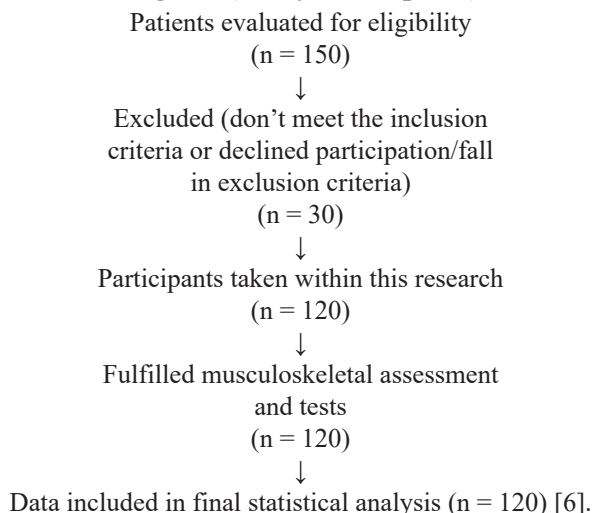 Patients evaluated for eligibility
(n = 150)
↓
Excluded (don’t meet the inclusion
criteria or declined participation/fall
in exclusion criteria)
(n = 30)
↓
Participants taken within this research
(n = 120)
↓
Fulfilled musculoskeletal assessment
and tests
(n = 120)
↓
Data included in final statistical analysis (n = 120) [6].